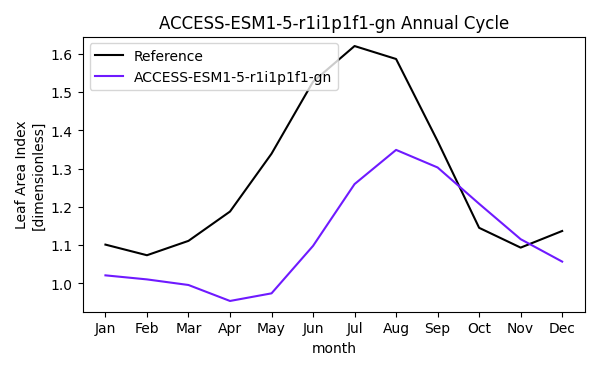 ACCESS-ESM1-5-r1i1p1f1-gn Annual Cycle
Reference
ACCESS-ESM1-5-r1i1p1f1-gn
Leaf Area Index
[dimensionless]
1.6
1.5
1.4
1.3
1.2
1.1
1.0
Jan Feb Mar Apr May Jun Jul Aug Sep Oct Nov Dec
month